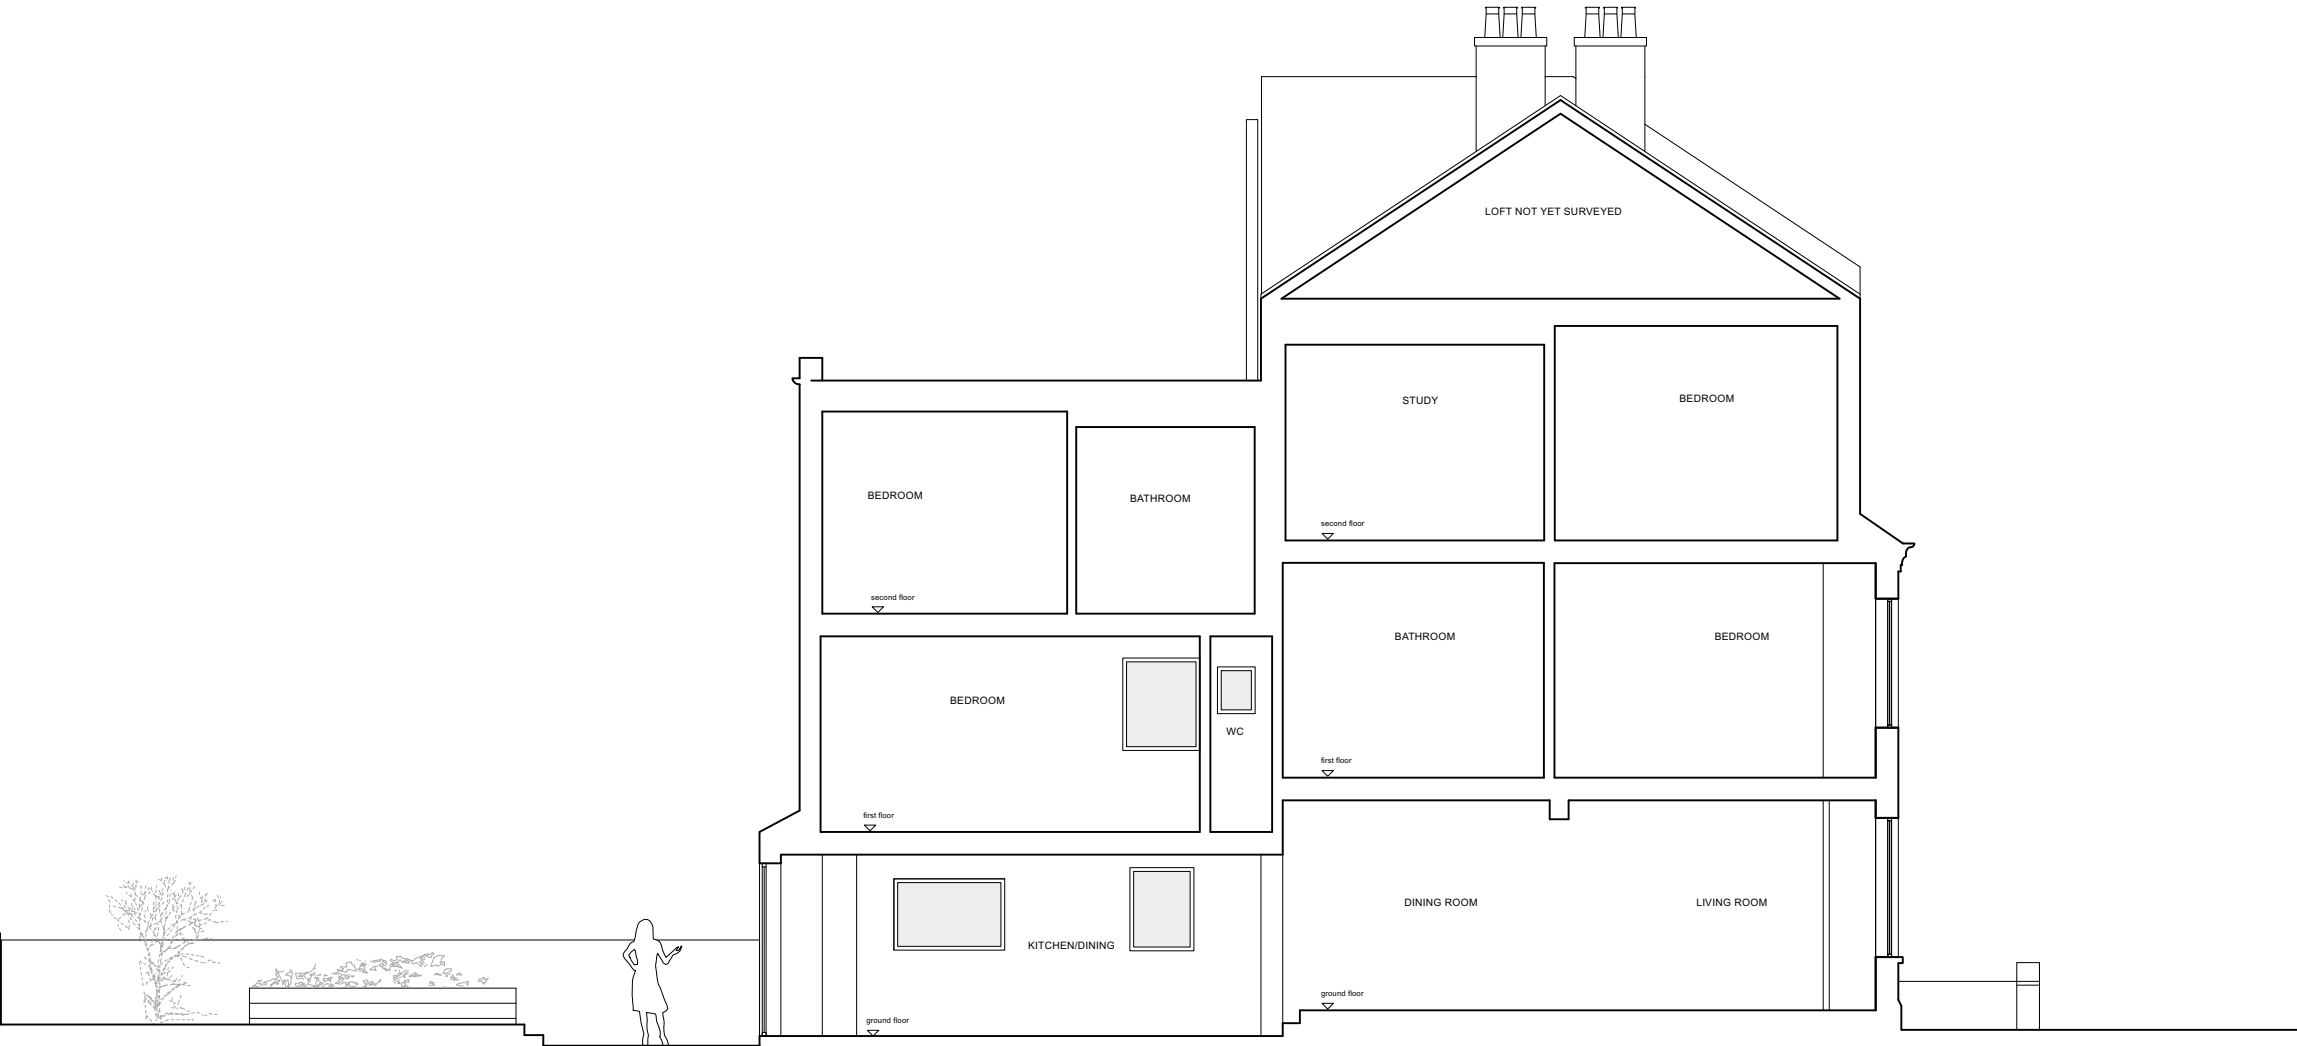 LOFT NOT YET SURVEYED
STUDY
BEDROOM
BEDROOM
BATHROOM
second floor
second floor
BATHROOM
BEDROOM
BEDROOM
WC
first floor
first floor
DINING ROOM
LIVING ROOM
KITCHEN/DINING
ground floor
ground floor